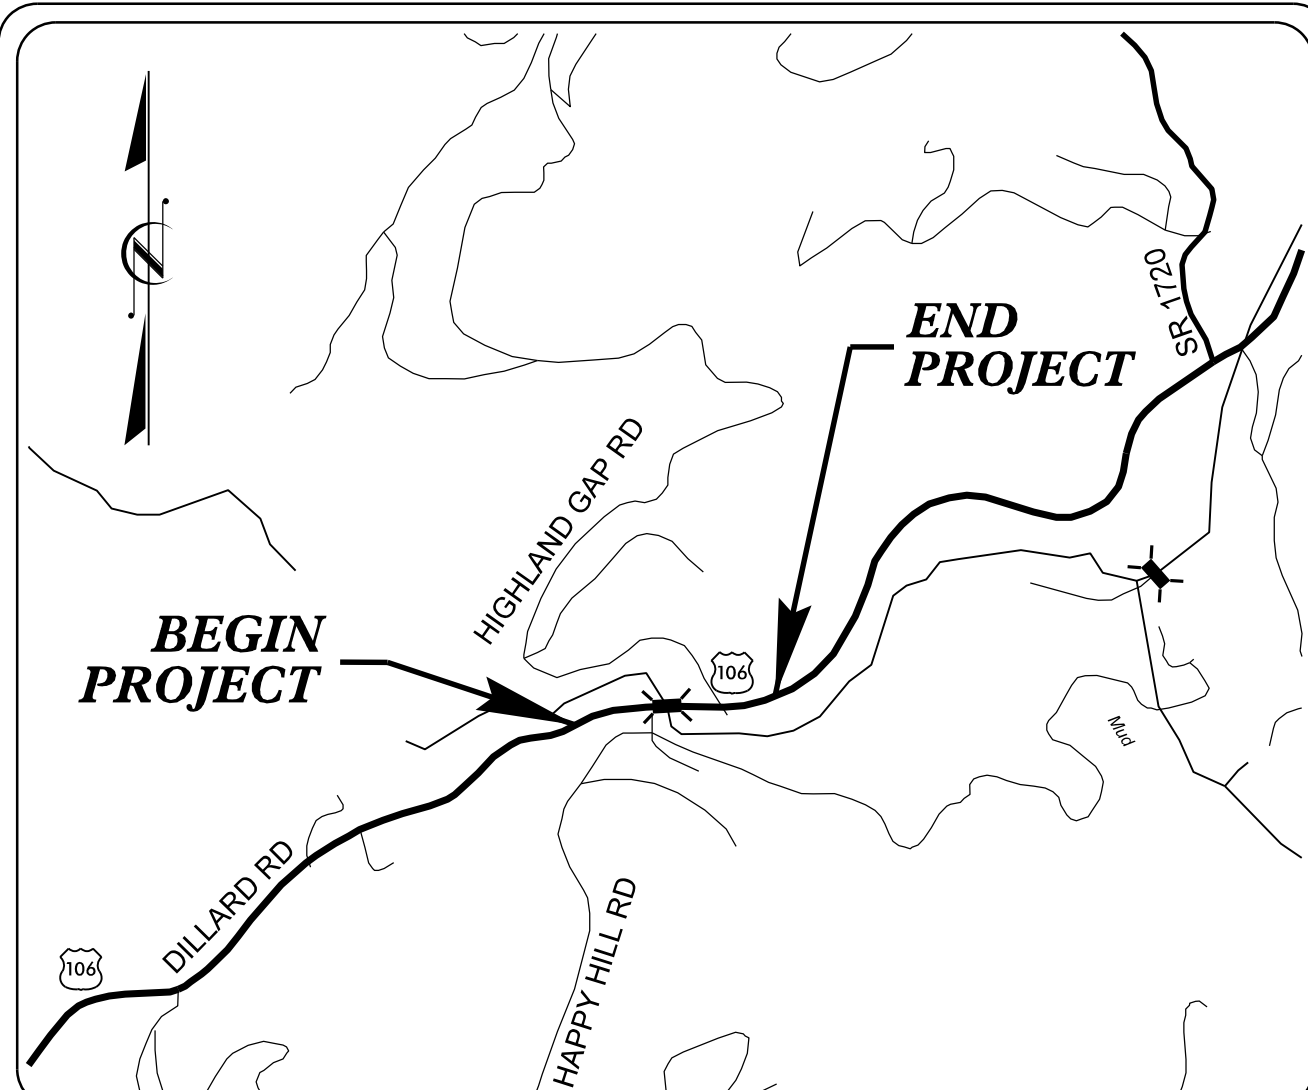 SR 1720
END
PROJECT
HIGHLAND GAP RD
BEGIN
PROJECT
106
Mud
DILLARD RD
HAPPY HILL RD
106
N